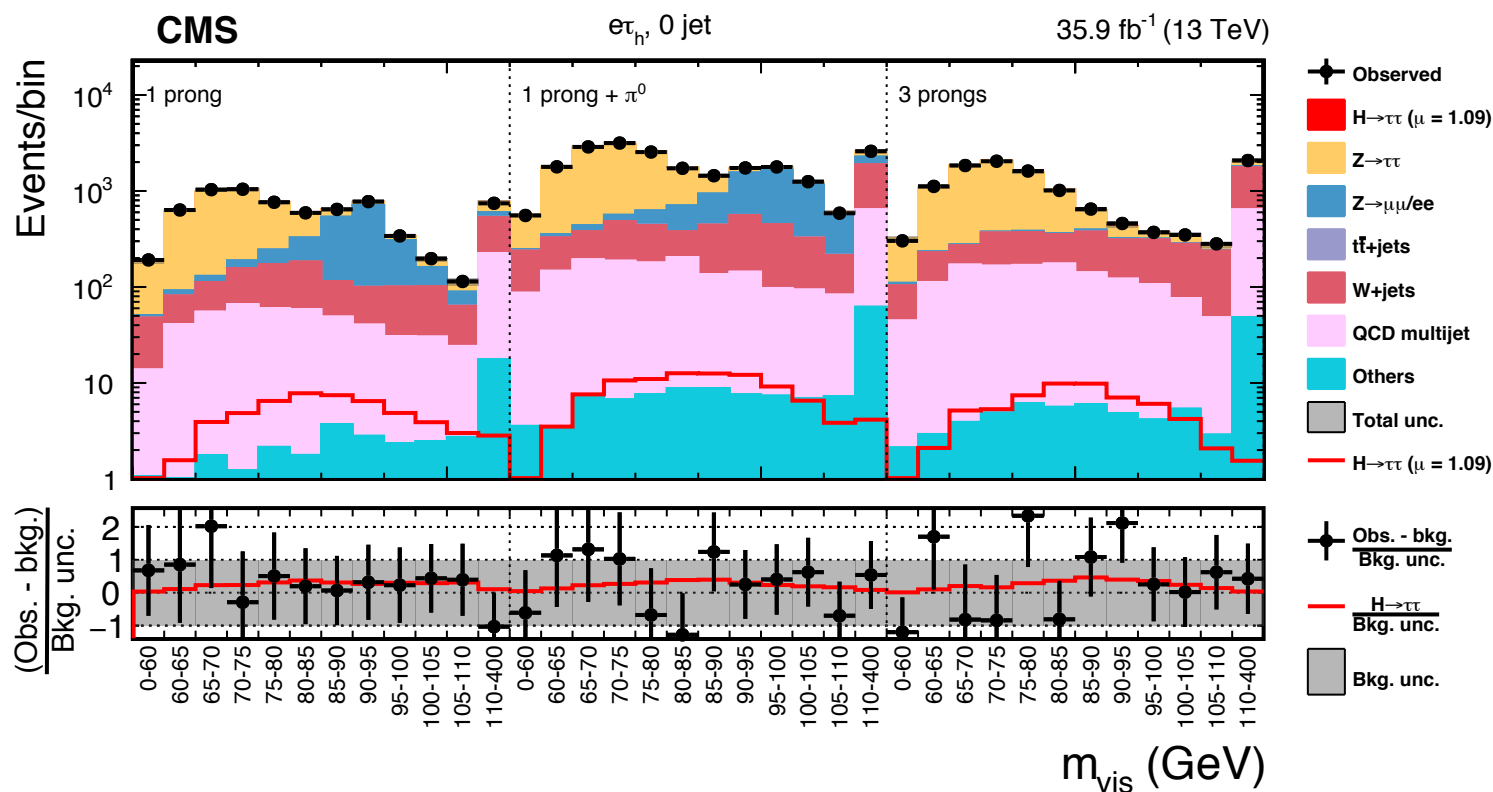 CMS eτh, 0 jet 35.9 fb⁻¹ (13 TeV)
Events/bin
10⁴
10³
10²
10
1
1 prong
1 prong + π⁰
3 prongs
Observed
H→ττ (μ = 1.09)
Z→ττ
Z→μμ/ee
tt̅+jets
W+jets
QCD multijet
Others
Total unc.
H→ττ (μ = 1.09)
(Obs. - bkg.)
Bkg. unc.
2
1
0
−1
Obs. - bkg.
Bkg. unc.
H→ττ
Bkg. unc.
Bkg. unc.
0-60 60-65 65-70 70-75 75-80 80-85 85-90 90-95 95-100 100-105 105-110 110-400 0-60 60-65 65-70 70-75 75-80 80-85 85-90 90-95 95-100 100-105 105-110 110-400 0-60 60-65 65-70 70-75 75-80 80-85 85-90 90-95 95-100 100-105 105-110 110-400
mvis (GeV)